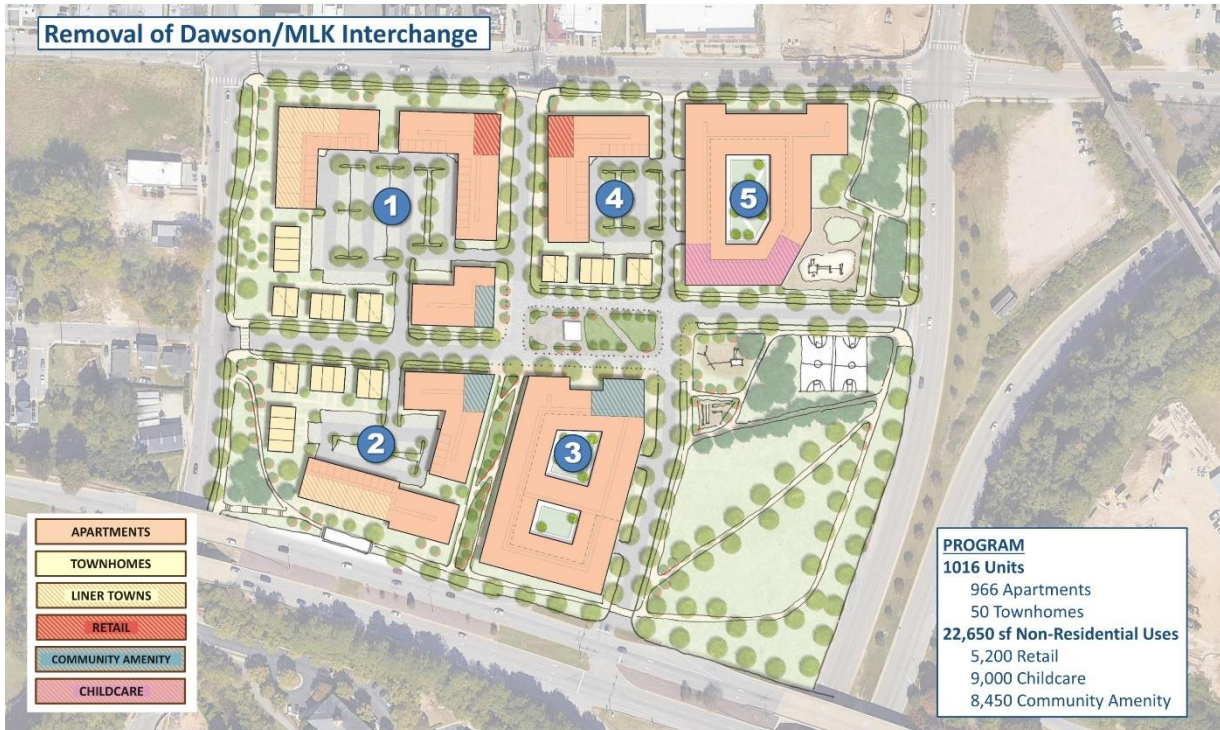 Removal of Dawson/MLK Interchange
1
4
5
2
3
APARTMENTS
TOWNHOMES
LINER TOWNS
RETAIL
COMMUNITY AMENITY
CHILDCARE
PROGRAM
1016 Units
966 Apartments
50 Townhomes
22,650 sf Non-Residential Uses
5,200 Retail
9,000 Childcare
8,450 Community Amenity